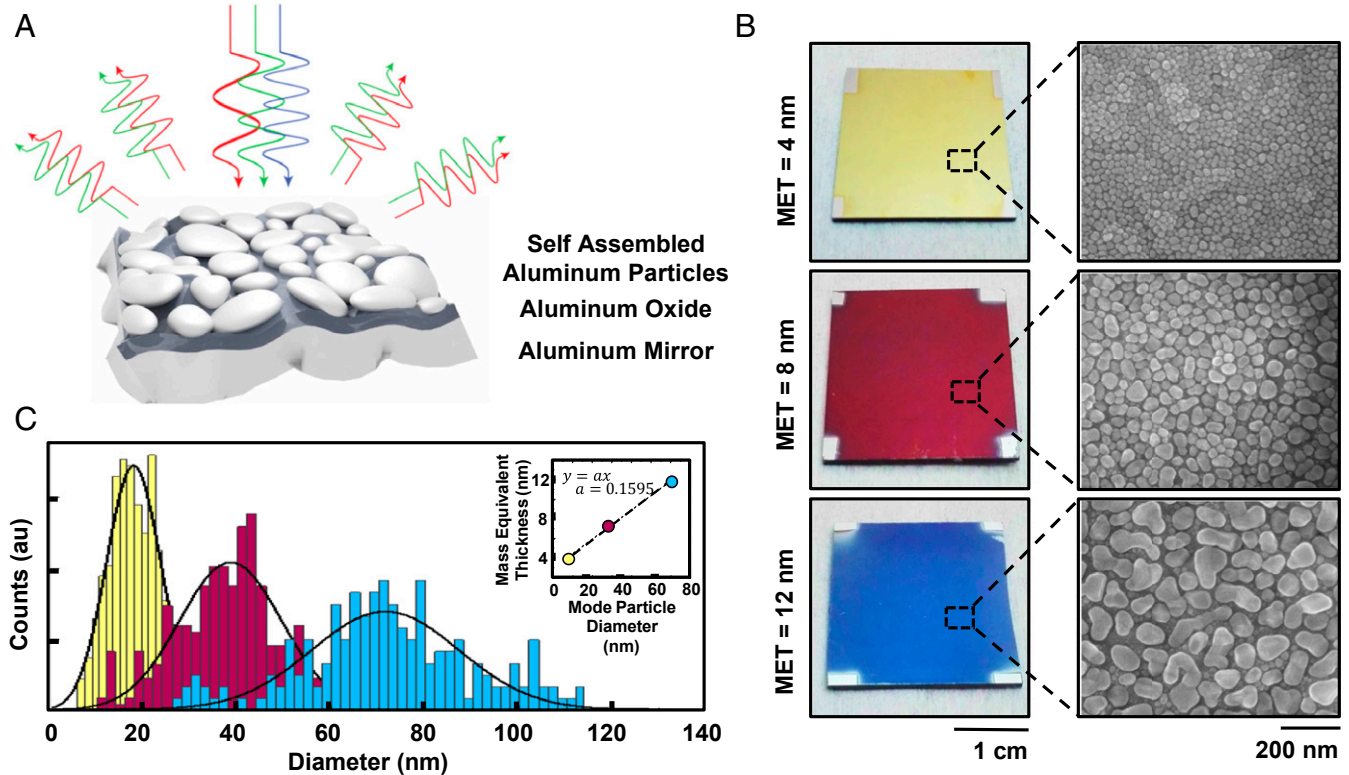 A
Self Assembled
Aluminum Particles
Aluminum Oxide
Aluminum Mirror
B
MET = 4 nm
MET = 8 nm
MET = 12 nm
1 cm
200 nm
C
Counts (au)
0 20 40 60 80 100 120 140
Diameter (nm)
y = ax
a = 0.1595
Mass Equivalent
Thickness (nm)
12
8
4
0 20 40 60 80
Mode Particle
Diameter
(nm)